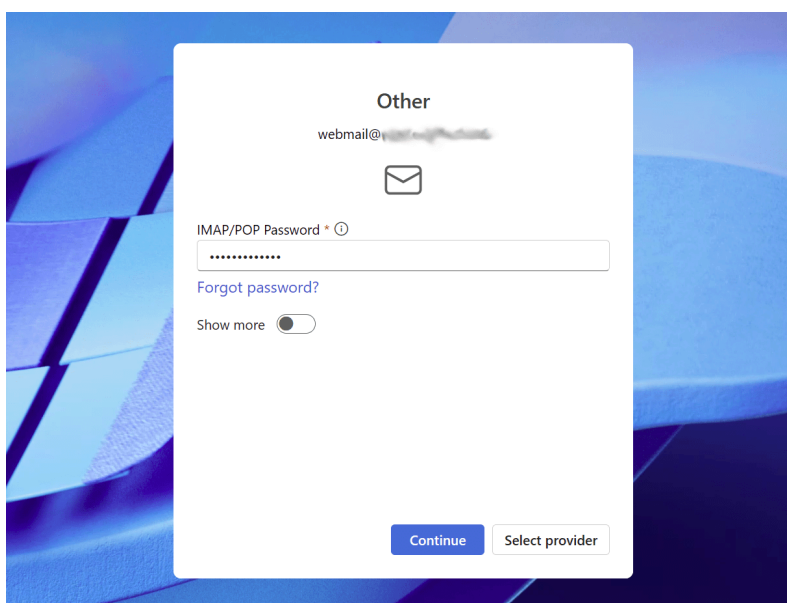 Other
webmail@
IMAP/POP Password *
•••••••••••••
Forgot password?
Show more
Continue
Select provider